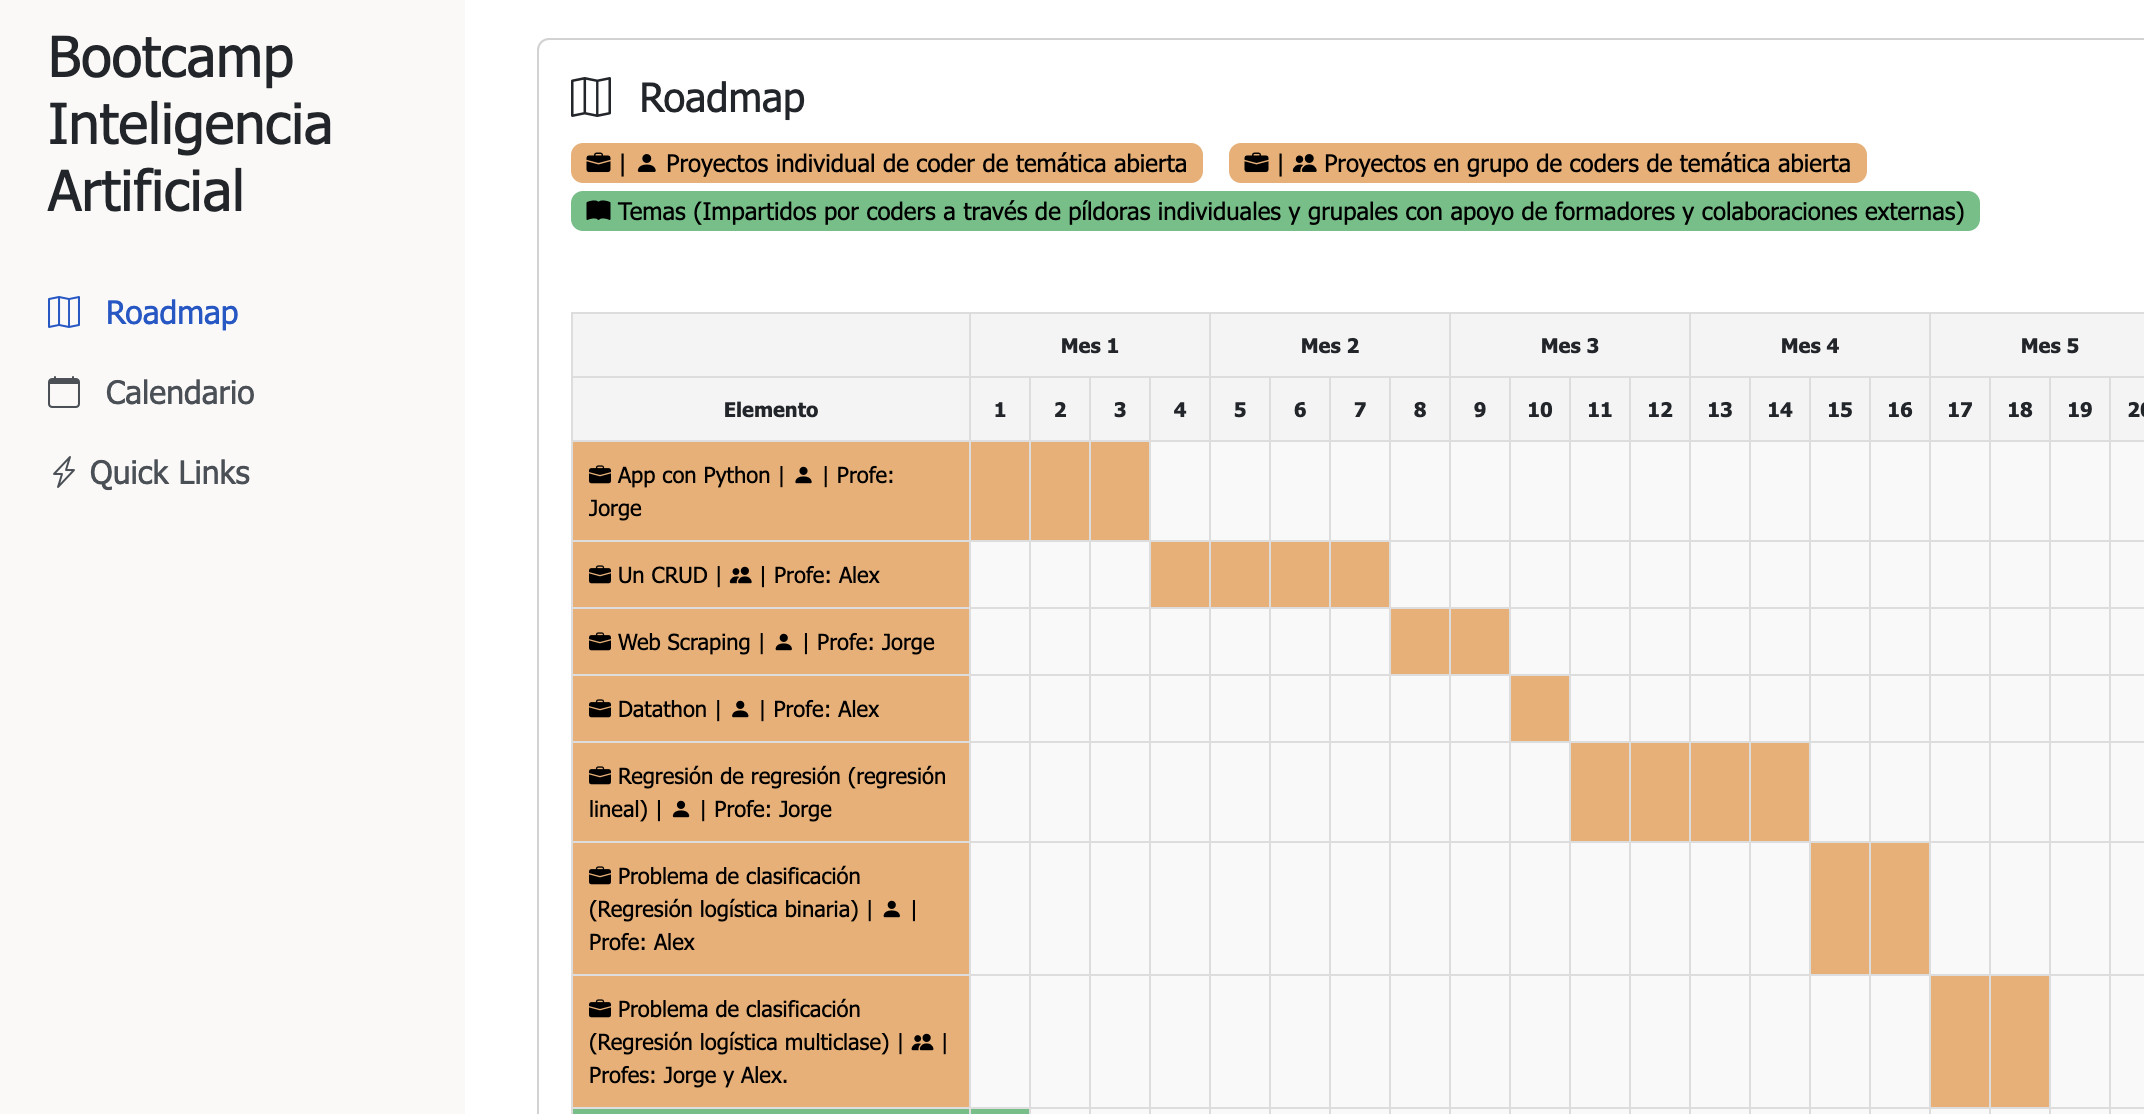 Bootcamp
Inteligencia
Artificial
Roadmap
Calendario
Quick Links
Roadmap
| Proyectos individual de coder de temática abierta
| Proyectos en grupo de coders de temática abierta
Temas (Impartidos por coders a través de píldoras individuales y grupales con apoyo de formadores y colaboraciones externas)
Mes 1 Mes 2 Mes 3 Mes 4 Mes 5
Elemento 1 2 3 4 5 6 7 8 9 10 11 12 13 14 15 16 17 18 19
App con Python | | Profe:
Jorge
Un CRUD | | Profe: Alex
Web Scraping | | Profe: Jorge
Datathon | | Profe: Alex
Regresión de regresión (regresión
lineal) | | Profe: Jorge
Problema de clasificación
(Regresión logística binaria) | |
Profe: Alex
Problema de clasificación
(Regresión logística multiclase) | |
Profes: Jorge y Alex.